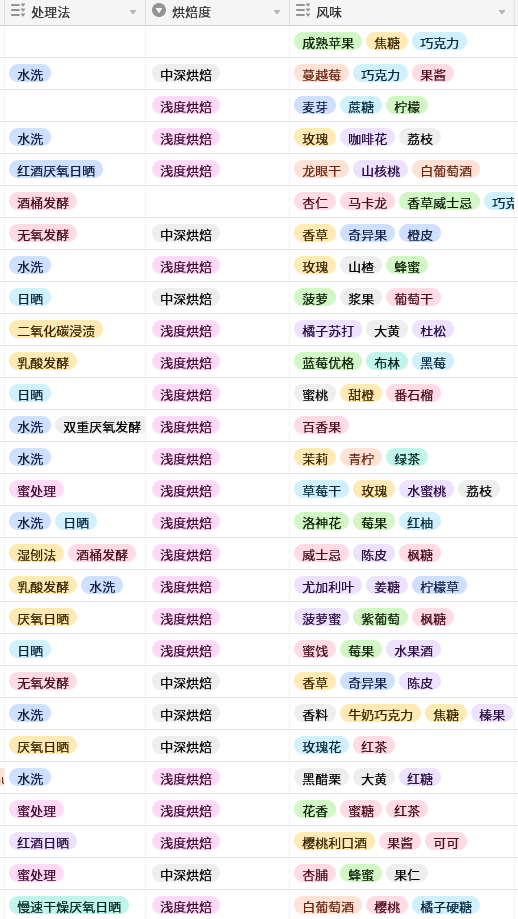 处理法 烘焙度 风味
成熟苹果 焦糖 巧克力
水洗 中深烘焙 蔓越莓 巧克力 果酱
浅度烘焙 麦芽 蔗糖 柠檬
水洗 浅度烘焙 玫瑰 咖啡花 荔枝
红酒厌氧日晒 浅度烘焙 龙眼干 山核桃 白葡萄酒
酒桶发酵 杏仁 马卡龙 香草威士忌 巧克
无氧发酵 中深烘焙 香草 奇异果 橙皮
水洗 浅度烘焙 玫瑰 山楂 蜂蜜
日晒 中深烘焙 菠萝 浆果 葡萄干
二氧化碳浸渍 浅度烘焙 橘子苏打 大黄 杜松
乳酸发酵 浅度烘焙 蓝莓优格 布林 黑莓
日晒 浅度烘焙 蜜桃 甜橙 番石榴
水洗 双重厌氧发酵 浅度烘焙 百香果
水洗 浅度烘焙 茉莉 青柠 绿茶
蜜处理 浅度烘焙 草莓干 玫瑰 水蜜桃 荔枝
水洗 日晒 浅度烘焙 洛神花 莓果 红柚
湿刨法 酒桶发酵 浅度烘焙 威士忌 陈皮 枫糖
乳酸发酵 水洗 浅度烘焙 尤加利叶 姜糖 柠檬草
厌氧日晒 浅度烘焙 菠萝蜜 紫葡萄 枫糖
日晒 浅度烘焙 蜜饯 莓果 水果酒
无氧发酵 中深烘焙 香草 奇异果 陈皮
水洗 中深烘焙 香料 牛奶巧克力 焦糖 榛果
厌氧日晒 中深烘焙 玫瑰花 红茶
水洗 浅度烘焙 黑醋栗 大黄 红糖
蜜处理 浅度烘焙 花香 蜜糖 红茶
红酒日晒 浅度烘焙 樱桃利口酒 果酱 可可
蜜处理 中深烘焙 杏脯 蜂蜜 果仁
慢速干燥厌氧日晒 浅度烘焙 白葡萄酒 樱桃 橘子硬糖